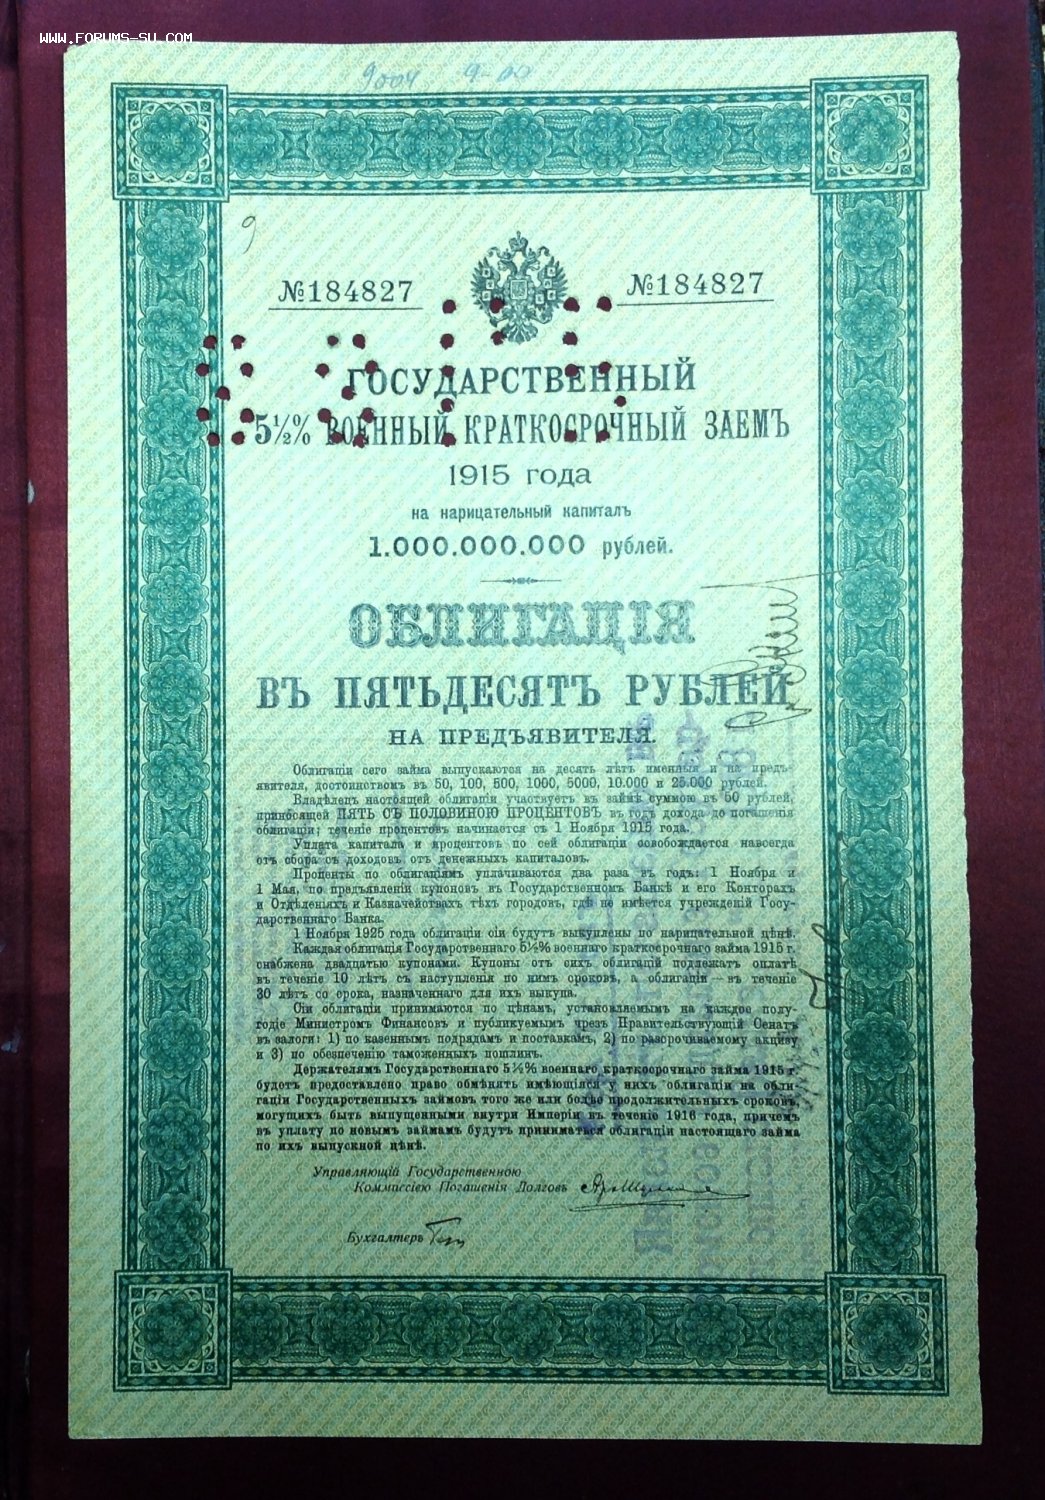 WWW.FORUMS-SU.COM
9004 9-00
9
№184827 №184827
ГОСУДАРСТВЕННЫЙ
5½% ВОЕННЫЙ КРАТКОСРОЧНЫЙ ЗАЕМЪ
1915 года
на нарицательный капиталъ
1.000.000.000 рублей.
ОБЛИГАЦІЯ
ВЪ ПЯТЬДЕСЯТЪ РУБЛЕЙ
НА ПРЕДЪЯВИТЕЛЯ.
Облигаціи сего займа выпускаются на десять лѣтъ именныя и на предъ-
явителя, достоинствомъ въ 50, 100, 500, 1000, 5000, 10.000 и 25.000 рублей.
Владѣлецъ настоящей облигаціи участвуетъ въ займѣ суммою въ 50 рублей,
приносящей ПЯТЬ СЪ ПОЛОВИНОЮ ПРОЦЕНТОВЪ въ годъ дохода до погашенія
облигаціи; теченіе процентовъ начинается съ 1 Ноября 1915 года.
Уплата капитала и процентовъ по сей облигаціи освобождается навсегда
отъ сбора съ доходовъ отъ денежныхъ капиталовъ.
Проценты по облигаціямъ уплачиваются два раза въ годъ: 1 Ноября и
1 Мая, по предъявленіи купоновъ въ Государственномъ Банкѣ и его Конторахъ
и Отдѣленіяхъ и Казначействахъ тѣхъ городовъ, гдѣ не имѣется учрежденій Госу-
дарственнаго Банка.
1 Ноября 1925 года облигаціи сіи будутъ выкуплены по нарицательной цѣнѣ.
Каждая облигація Государственнаго 5½% военнаго краткосрочнаго займа 1915 г.
снабжена двадцатью купонами. Купоны отъ сихъ облигацій подлежатъ оплатѣ
въ теченіе 10 лѣтъ съ наступленія по нимъ сроковъ, а облигаціи — въ теченіе
30 лѣтъ со срока, назначеннаго для ихъ выкупа.
Сіи облигаціи принимаются по цѣнамъ, установляемымъ на каждое полу-
годіе Министромъ Финансовъ и публикуемымъ чрезъ Правительствующій Сенатъ
въ залоги: 1) по казеннымъ подрядамъ и поставкамъ, 2) по разсрочиваемому акцизу
и 3) по обезпеченію таможенныхъ пошлинъ.
Держателямъ Государственнаго 5½% военнаго краткосрочнаго займа 1915 г.
будетъ предоставлено право обмѣнять имѣющіяся у нихъ облигаціи на обли-
гаціи Государственныхъ займовъ того же или болѣе продолжительныхъ сроковъ,
могущихъ быть выпущенными внутри Имперіи въ теченіе 1916 года, причемъ
въ уплату по новымъ займамъ будутъ приниматься облигаціи настоящаго займа
по ихъ выпускной цѣнѣ.
Управляющій Государственною
Коммиссіею Погашенія Долговъ
Бухгалтеръ